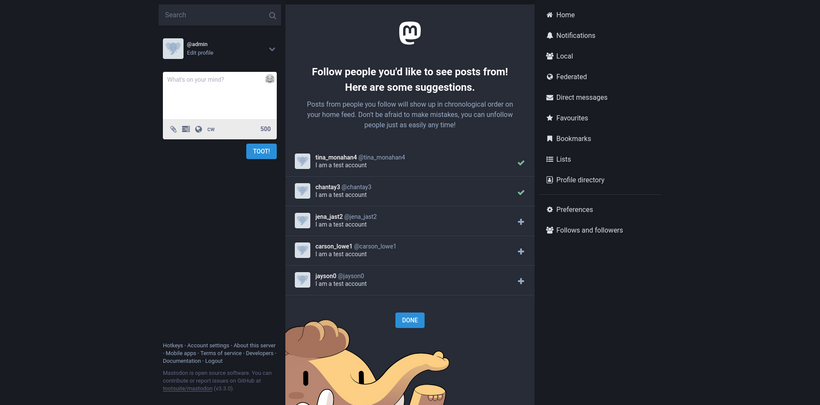 Search
@admin
Edit profile
What's on your mind?
cw
500
TOOT!
Hotkeys · Account settings · About this server
· Mobile apps · Terms of service · Developers ·
Documentation · Logout
Mastodon is open source software. You can
contribute or report issues on GitHub at
tootsuite/mastodon (v3.3.0).
Follow people you'd like to see posts from!
Here are some suggestions.
Posts from people you follow will show up in chronological order on
your home feed. Don't be afraid to make mistakes, you can unfollow
people just as easily any time!
tina_monahan4 @tina_monahan4
I am a test account
chantay3 @chantay3
I am a test account
jena_jast2 @jena_jast2
I am a test account
carson_lowe1 @carson_lowe1
I am a test account
jayson0 @jayson0
I am a test account
DONE
Home
Notifications
Local
Federated
Direct messages
Favourites
Bookmarks
Lists
Profile directory
Preferences
Follows and followers